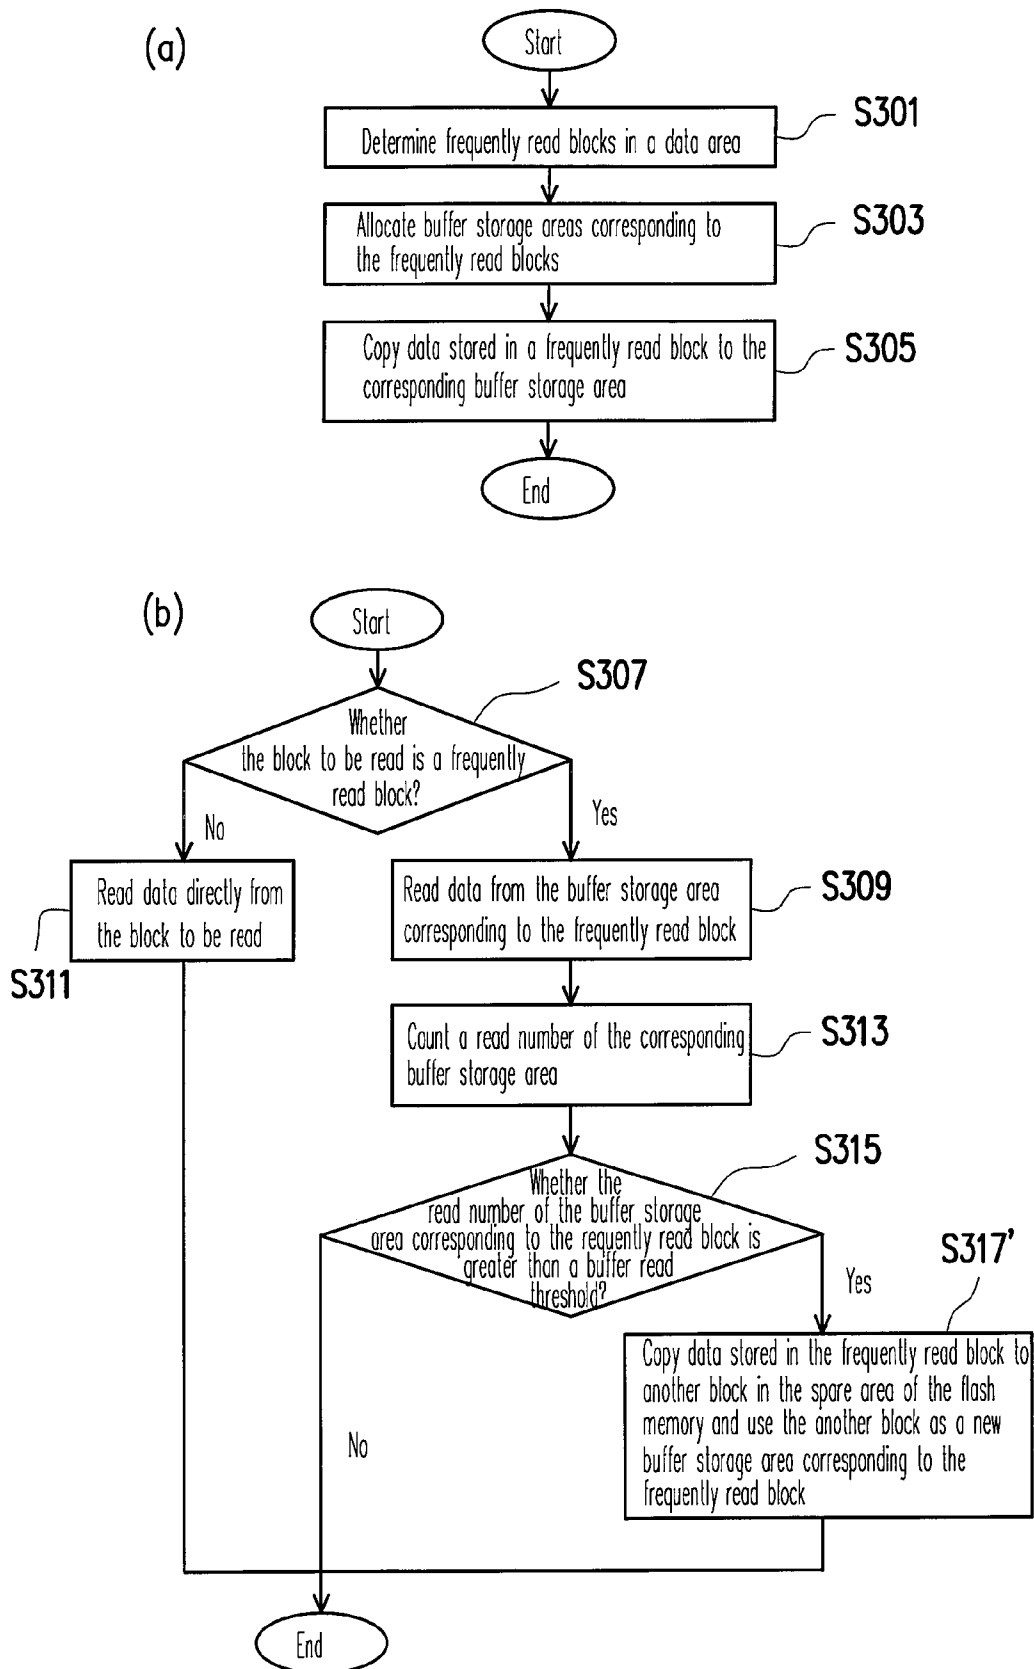 (a)
Start
S301
Determine frequently read blocks in a data area
S303
Allocate buffer storage areas corresponding to
the frequently read blocks
S305
Copy data stored in a frequently read block to the
corresponding buffer storage area
End
(b)
Start
S307
Whether
the block to be read is a frequently
read block?
No
Yes
Read data directly from
the block to be read
S311
Read data from the buffer storage area
corresponding to the frequently read block
S309
Count a read number of the corresponding
buffer storage area
S313
S315
Whether the
read number of the buffer storage
area corresponding to the requently read block is
greater than a buffer read
threshold?
S317’
Yes
No
Copy data stored in the frequently read block to
another block in the spare area of the flash
memory and use the another block as a new
buffer storage area corresponding to the
frequently read block
End